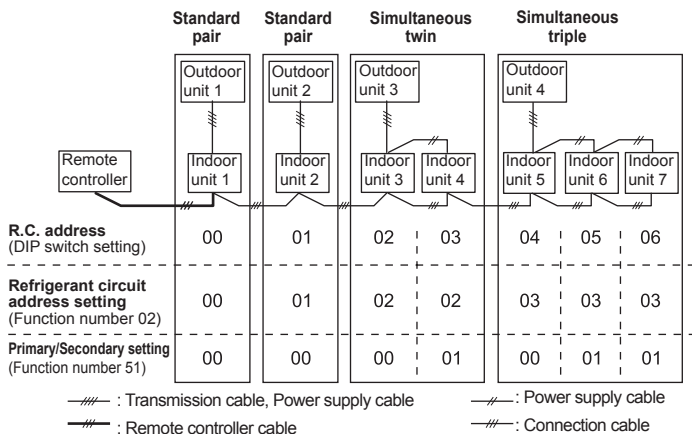 Standard pair
Standard pair
Simultaneous twin
Simultaneous triple
Outdoor unit 1
Outdoor unit 2
Outdoor unit 3
Outdoor unit 4
Remote controller
Indoor unit 1
Indoor unit 2
Indoor unit 3
Indoor unit 4
Indoor unit 5
Indoor unit 6
Indoor unit 7
R.C. address
(DIP switch setting)
00 01 02 03 04 05 06
Refrigerant circuit
address setting
(Function number 02)
00 01 02 02 03 03 03
Primary/Secondary setting
(Function number 51)
00 00 00 01 00 01 01
: Transmission cable, Power supply cable
: Power supply cable
: Remote controller cable
: Connection cable